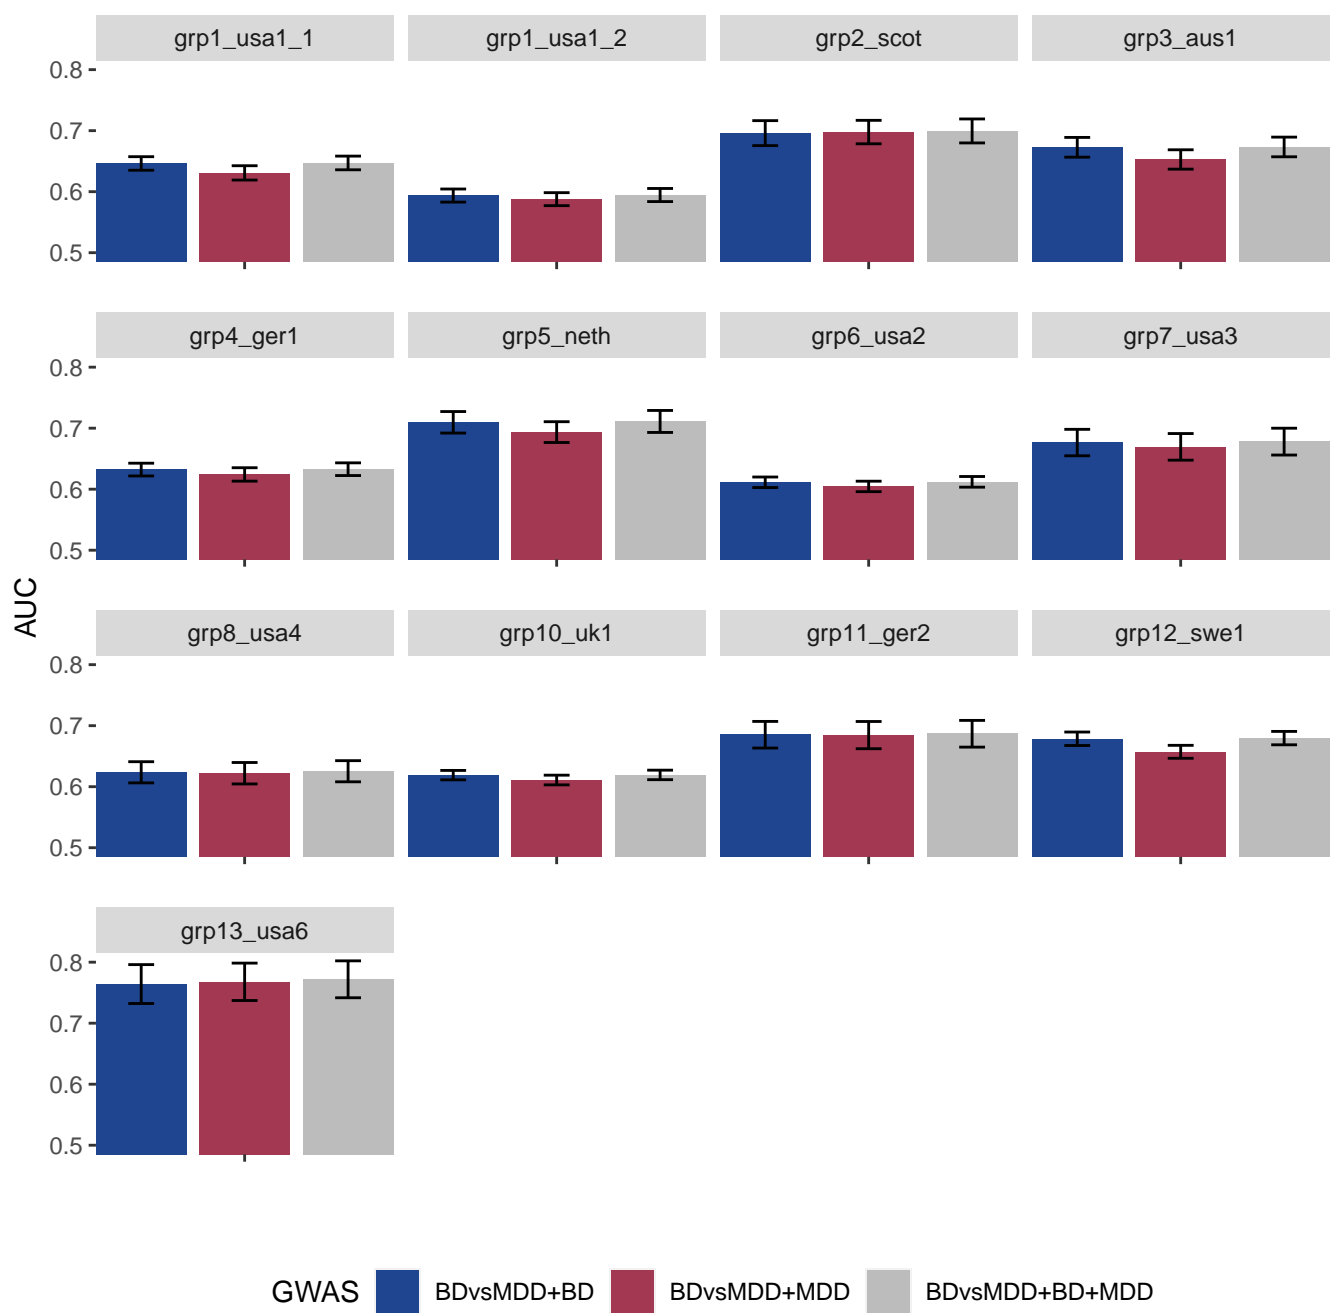 grp1_usa1_1 grp1_usa1_2 grp2_scot grp3_aus1
0.8
0.7
0.6
0.5
grp4_ger1 grp5_neth grp6_usa2 grp7_usa3
0.8
0.7
0.6
0.5
AUC
grp8_usa4 grp10_uk1 grp11_ger2 grp12_swe1
0.8
0.7
0.6
0.5
grp13_usa6
0.8
0.7
0.6
0.5
GWAS BDvsMDD+BD BDvsMDD+MDD BDvsMDD+BD+MDD